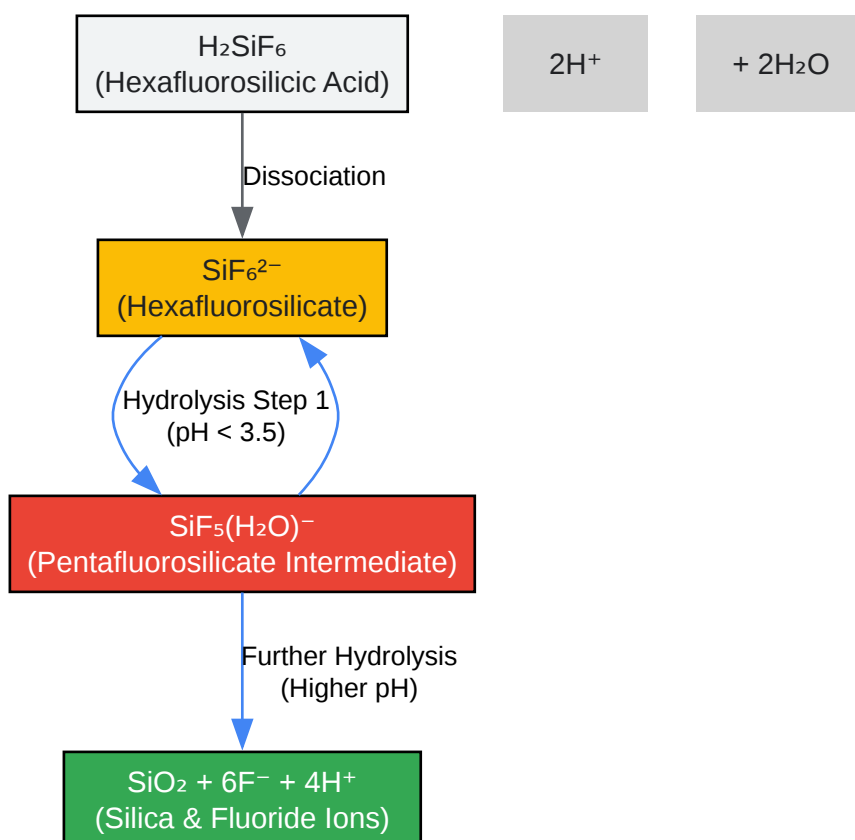 H₂SiF₆
(Hexafluorosilicic Acid)
2H⁺
+ 2H₂O
Dissociation
SiF₆²⁻
(Hexafluorosilicate)
Hydrolysis Step 1
(pH < 3.5)
SiF₅(H₂O)⁻
(Pentafluorosilicate Intermediate)
Further Hydrolysis
(Higher pH)
SiO₂ + 6F⁻ + 4H⁺
(Silica & Fluoride Ions)